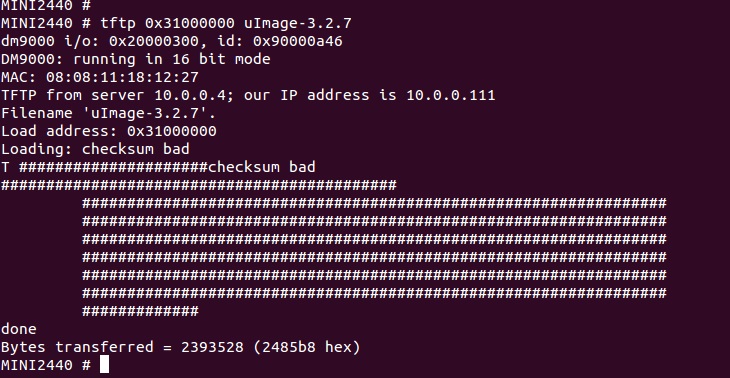 MINI2440 #
MINI2440 # tftp 0x31000000 uImage-3.2.7
dm9000 i/o: 0x20000300, id: 0x90000a46
DM9000: running in 16 bit mode
MAC: 08:08:11:18:12:27
TFTP from server 10.0.0.4; our IP address is 10.0.0.111
Filename 'uImage-3.2.7'.
Load address: 0x31000000
Loading: checksum bad
T #####################checksum bad
############################################
#################################################################
#################################################################
#################################################################
#################################################################
#################################################################
#################################################################
#############
done
Bytes transferred = 2393528 (2485b8 hex)
MINI2440 #